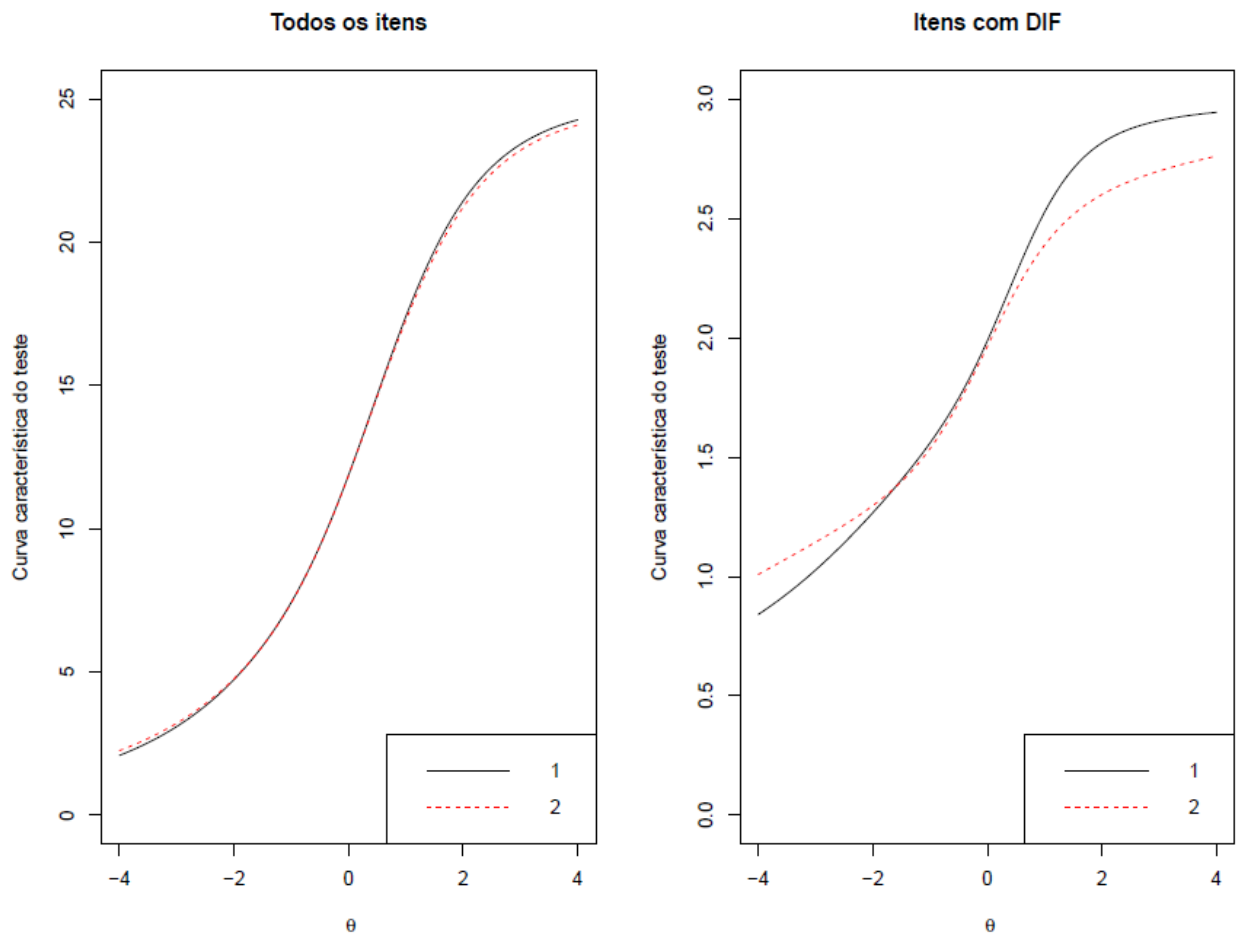 Todos os itens
Curva característica do teste
25
20
15
10
5
0
−4 −2 0 2 4
θ
1
2
Itens com DIF
Curva característica do teste
3.0
2.5
2.0
1.5
1.0
0.5
0.0
−4 −2 0 2 4
θ
1
2